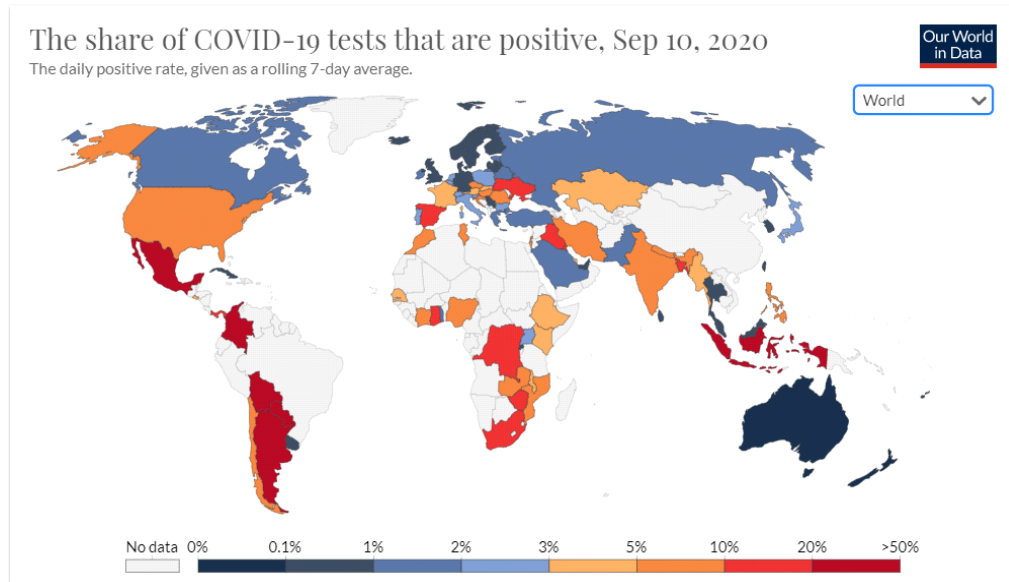 The share of COVID-19 tests that are positive, Sep 10, 2020
The daily positive rate, given as a rolling 7-day average.
Our World
in Data
World
No data 0% 0.1% 1% 2% 3% 5% 10% 20% >50%